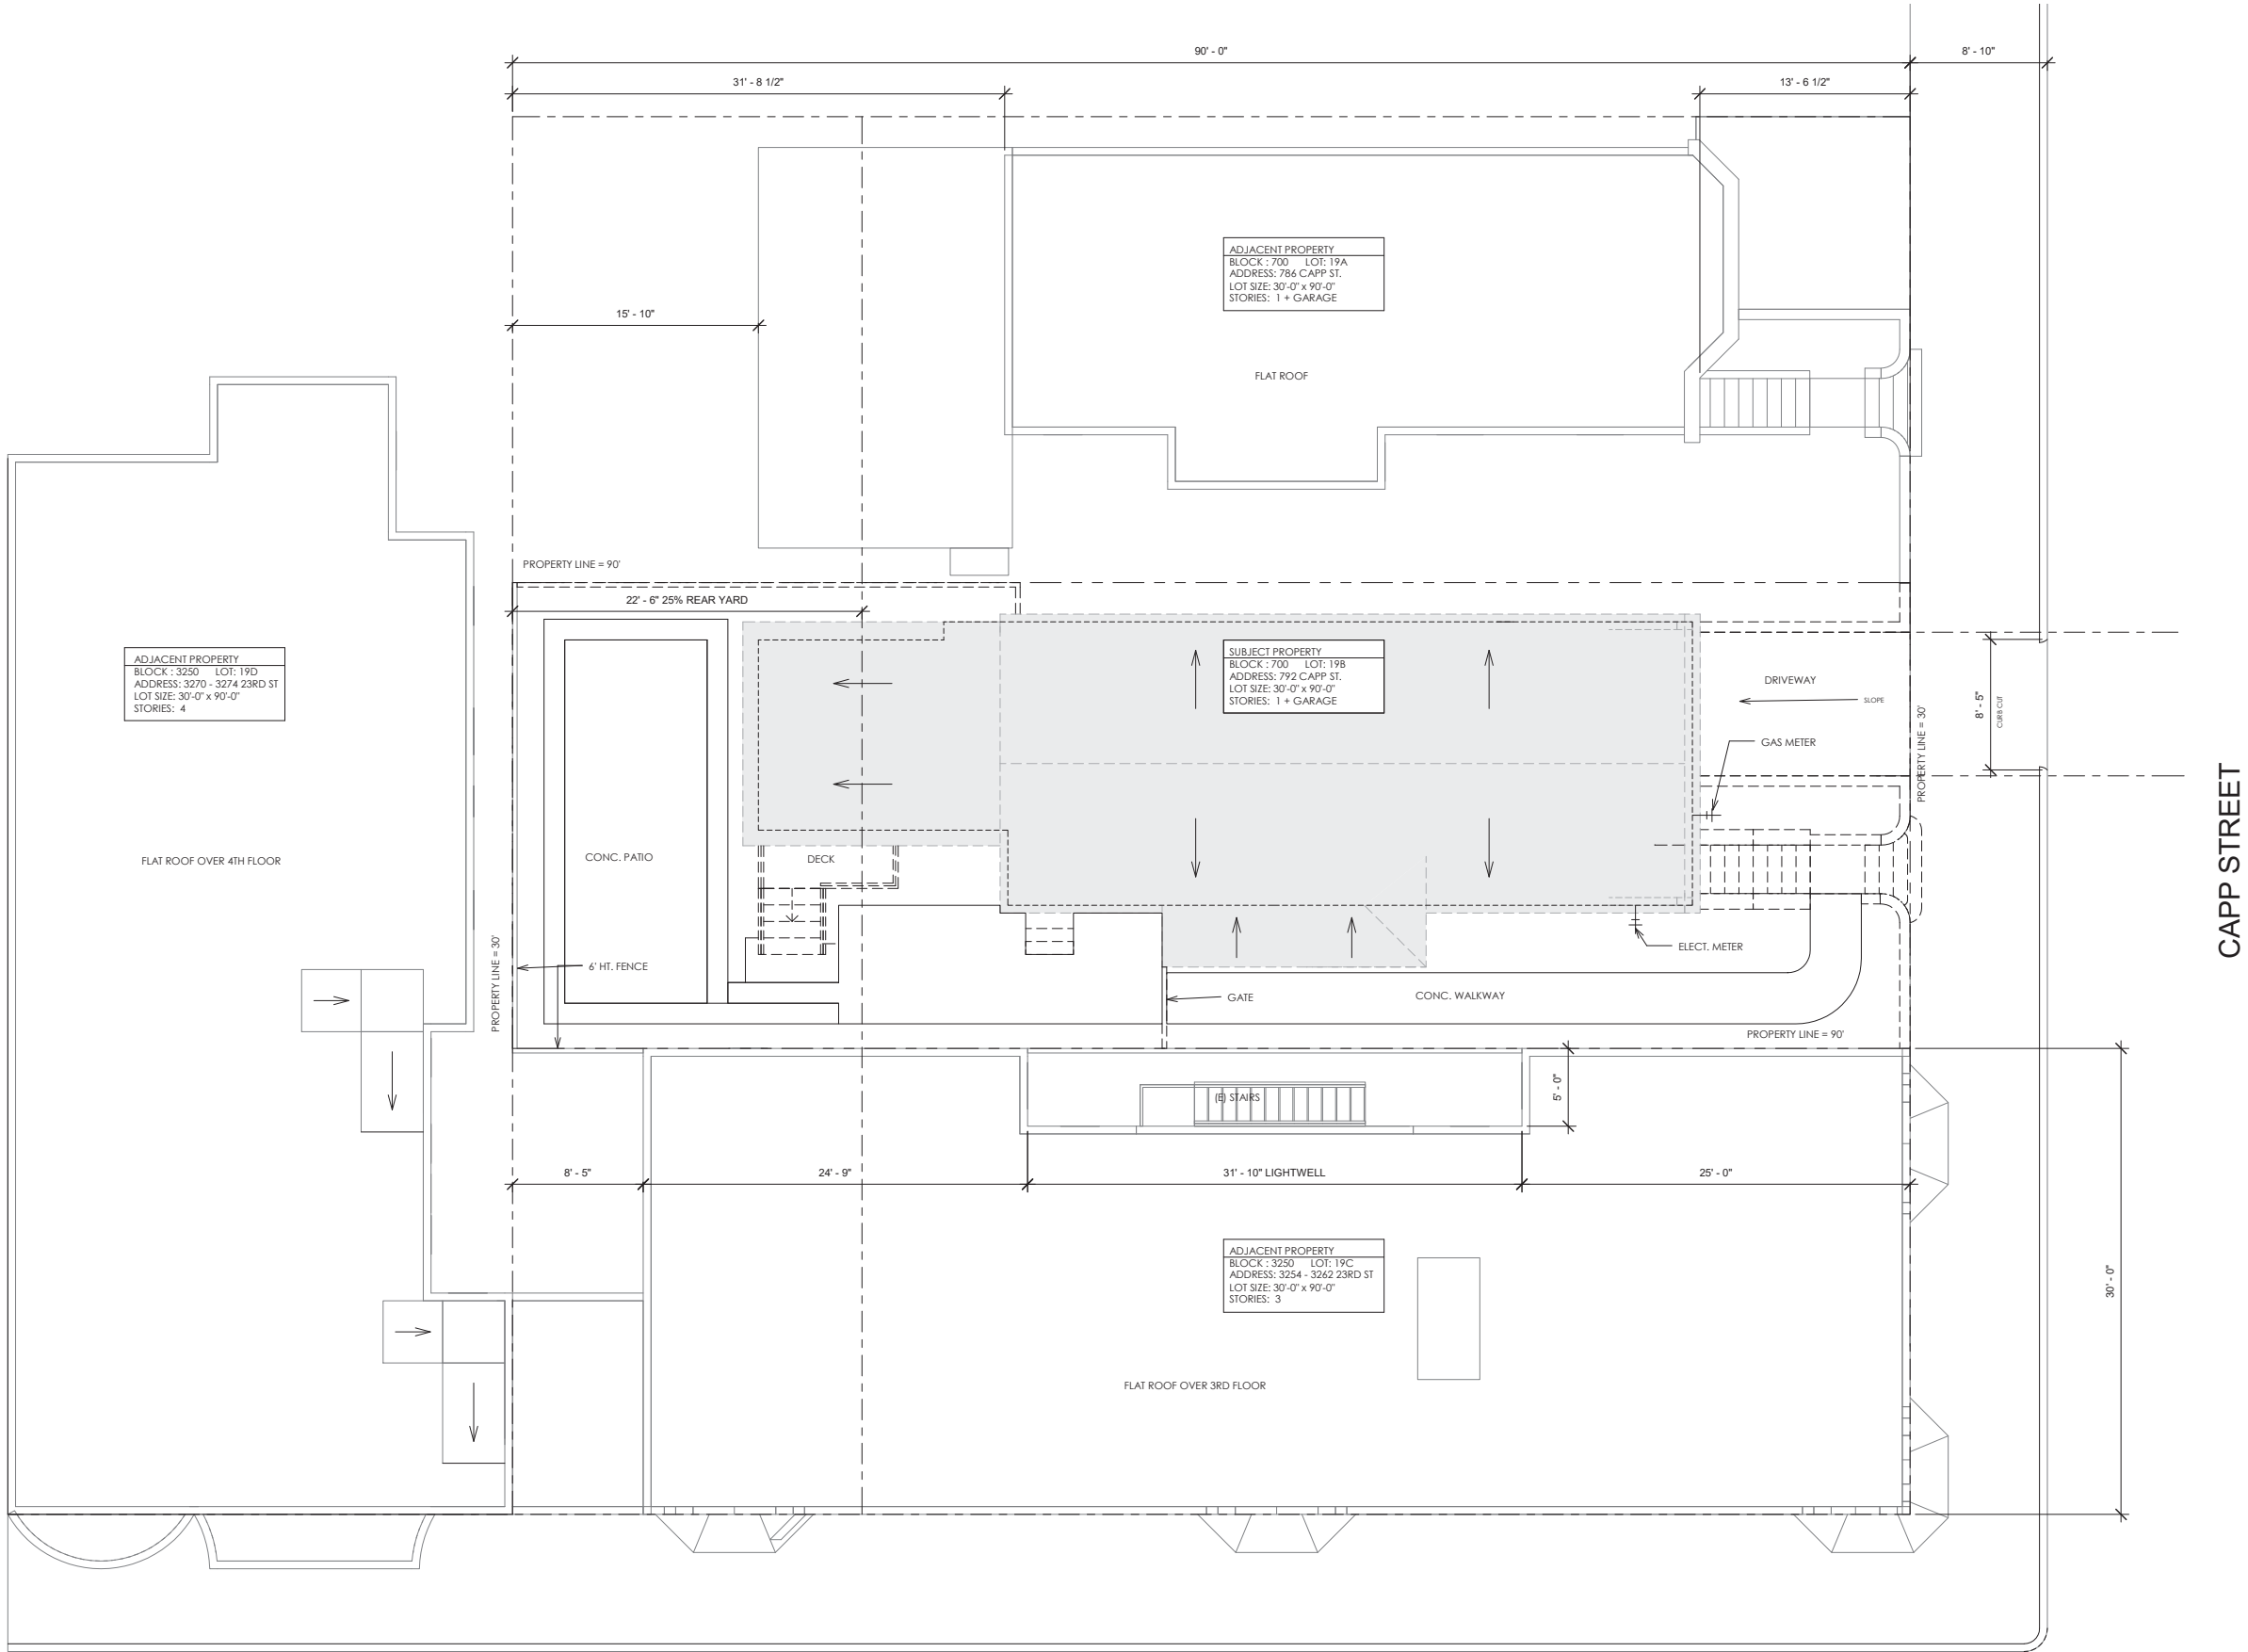 90' - 0"
8' - 10"
31' - 8 1/2"
13' - 6 1/2"
ADJACENT PROPERTY
BLOCK : 700 LOT: 19A
ADDRESS: 786 CAPP ST.
LOT SIZE: 30'-0" x 90'-0"
STORIES: 1 + GARAGE
15' - 10"
FLAT ROOF
PROPERTY LINE = 90'
22' - 6" 25% REAR YARD
ADJACENT PROPERTY
BLOCK : 3250 LOT: 19D
ADDRESS: 3270 - 3274 23RD ST
LOT SIZE: 30'-0" x 90'-0"
STORIES: 4
SUBJECT PROPERTY
BLOCK : 700 LOT: 19B
ADDRESS: 792 CAPP ST.
LOT SIZE: 30'-0" x 90'-0"
STORIES: 1 + GARAGE
DRIVEWAY
SLOPE
8' - 5"
CURB CUT
PROPERTY LINE = 30'
GAS METER
CAPP STREET
FLAT ROOF OVER 4TH FLOOR
CONC. PATIO
DECK
ELECT. METER
6' HT. FENCE
PROPERTY LINE = 30'
GATE
CONC. WALKWAY
PROPERTY LINE = 90'
(E) STAIRS
5' - 0"
8' - 5"
24' - 9"
31' - 10" LIGHTWELL
25' - 0"
ADJACENT PROPERTY
BLOCK : 3250 LOT: 19C
ADDRESS: 3254 - 3262 23RD ST
LOT SIZE: 30'-0" x 90'-0"
STORIES: 3
30' - 0"
FLAT ROOF OVER 3RD FLOOR